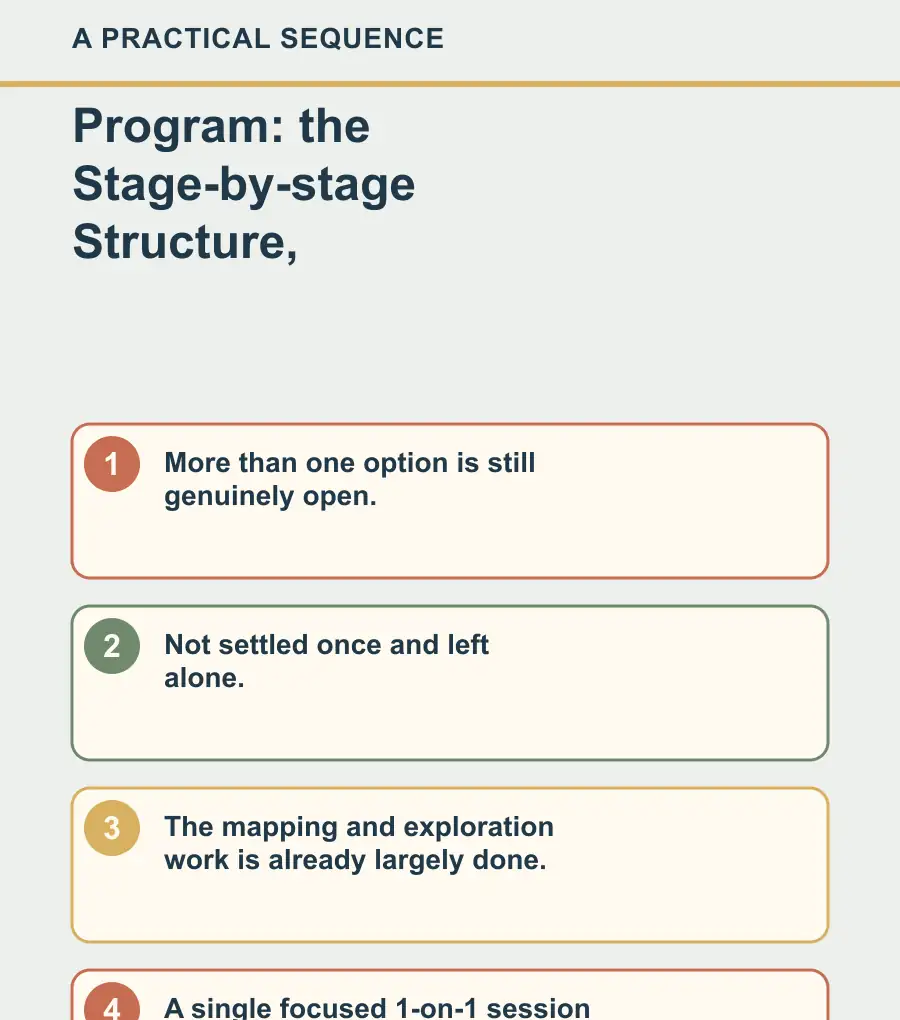 A PRACTICAL SEQUENCE
Program: the
Stage-by-stage
Structure,
1
More than one option is still
genuinely open.
2
Not settled once and left
alone.
3
The mapping and exploration
work is already largely done.
4
A single focused 1-on-1 session